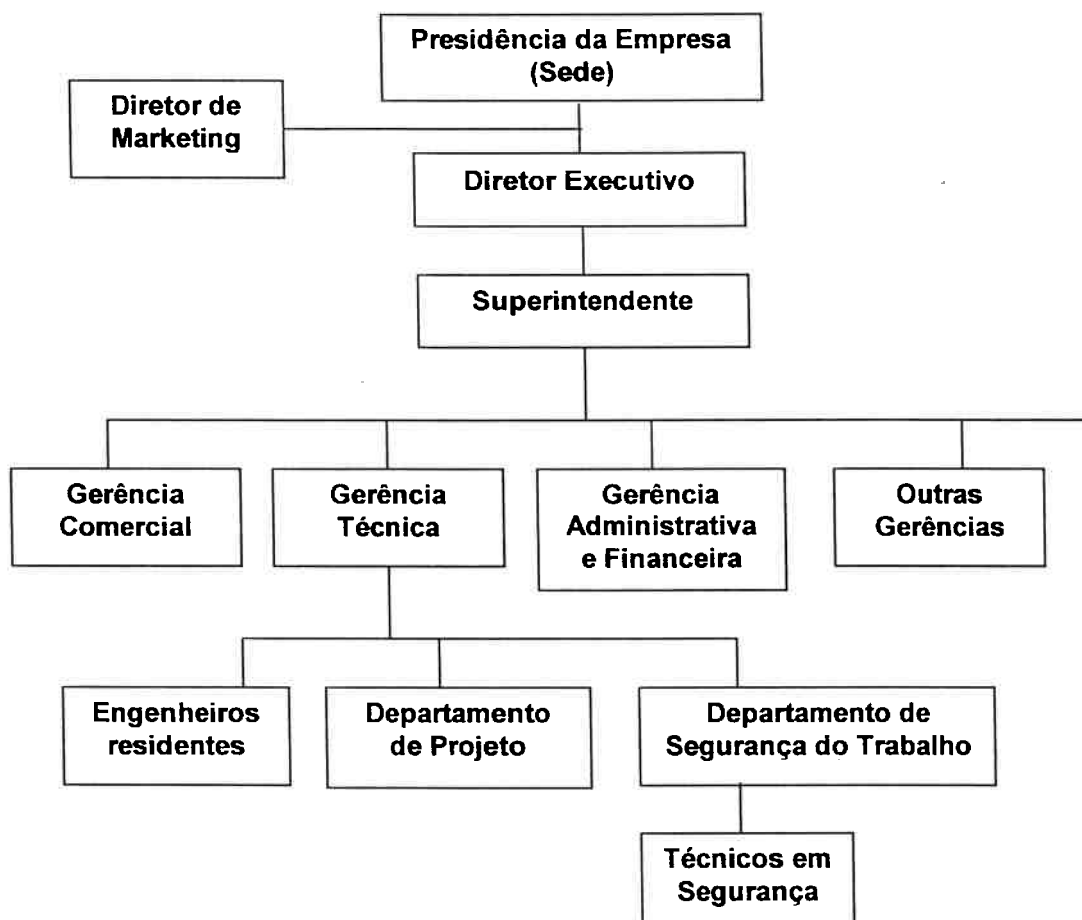 Presidência da Empresa
(Sede)
Diretor de
Marketing
Diretor Executivo
Superintendente
Gerência
Comercial
Gerência
Técnica
Gerência
Administrativa
e Financeira
Outras
Gerências
Engenheiros
residentes
Departamento
de Projeto
Departamento de
Segurança do Trabalho
Técnicos em
Segurança